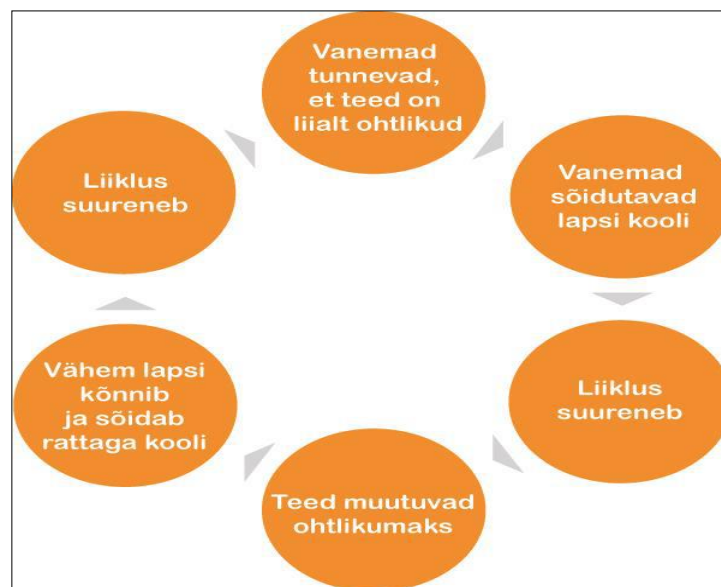 Vanemad
tunnevad,
et teed on
liialt ohtlikud
Vanemad
sõidutavad
lapsi kooli
Liiklus
suureneb
Teed muutuvad
ohtlikumaks
Vähem lapsi
kõnnib
ja sõidab
rattaga kooli
Liiklus
suureneb